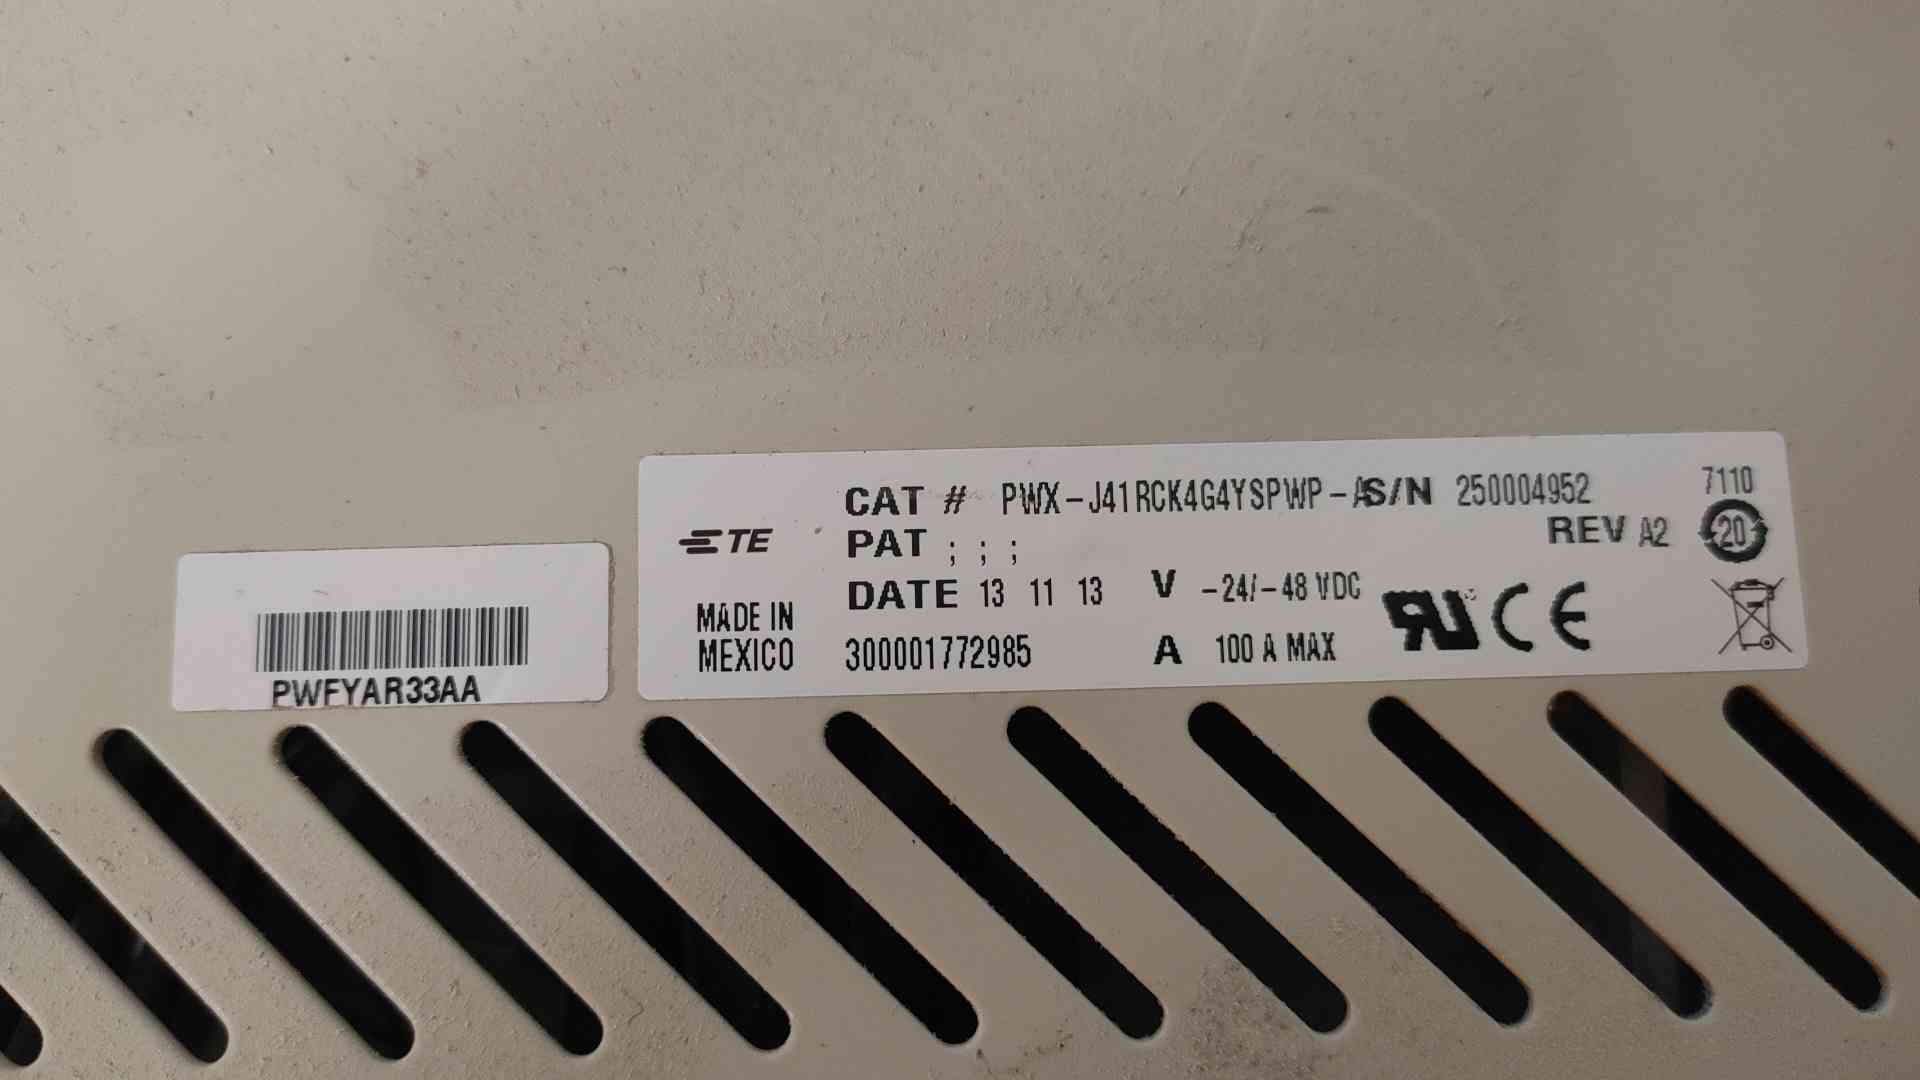 PWFYAR33AA
TE
MADE IN
MEXICO
CAT # PWX-J41RCK4G4YSPWP-AS/N 250004952
PAT ; ; ;
REV A2
DATE 13 11 13
V -24/-48 VDC
300001772985
A 100 A MAX
CE
7110
20